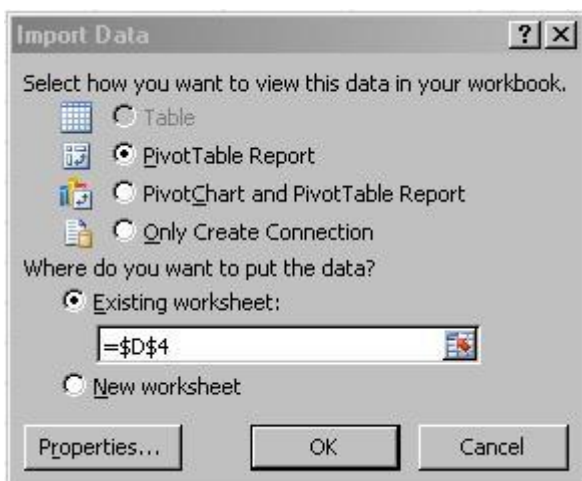 Import Data
Select how you want to view this data in your workbook.
Table
PivotTable Report
PivotChart and PivotTable Report
Only Create Connection
Where do you want to put the data?
Existing worksheet:
=$D$4
New worksheet
Properties... OK Cancel